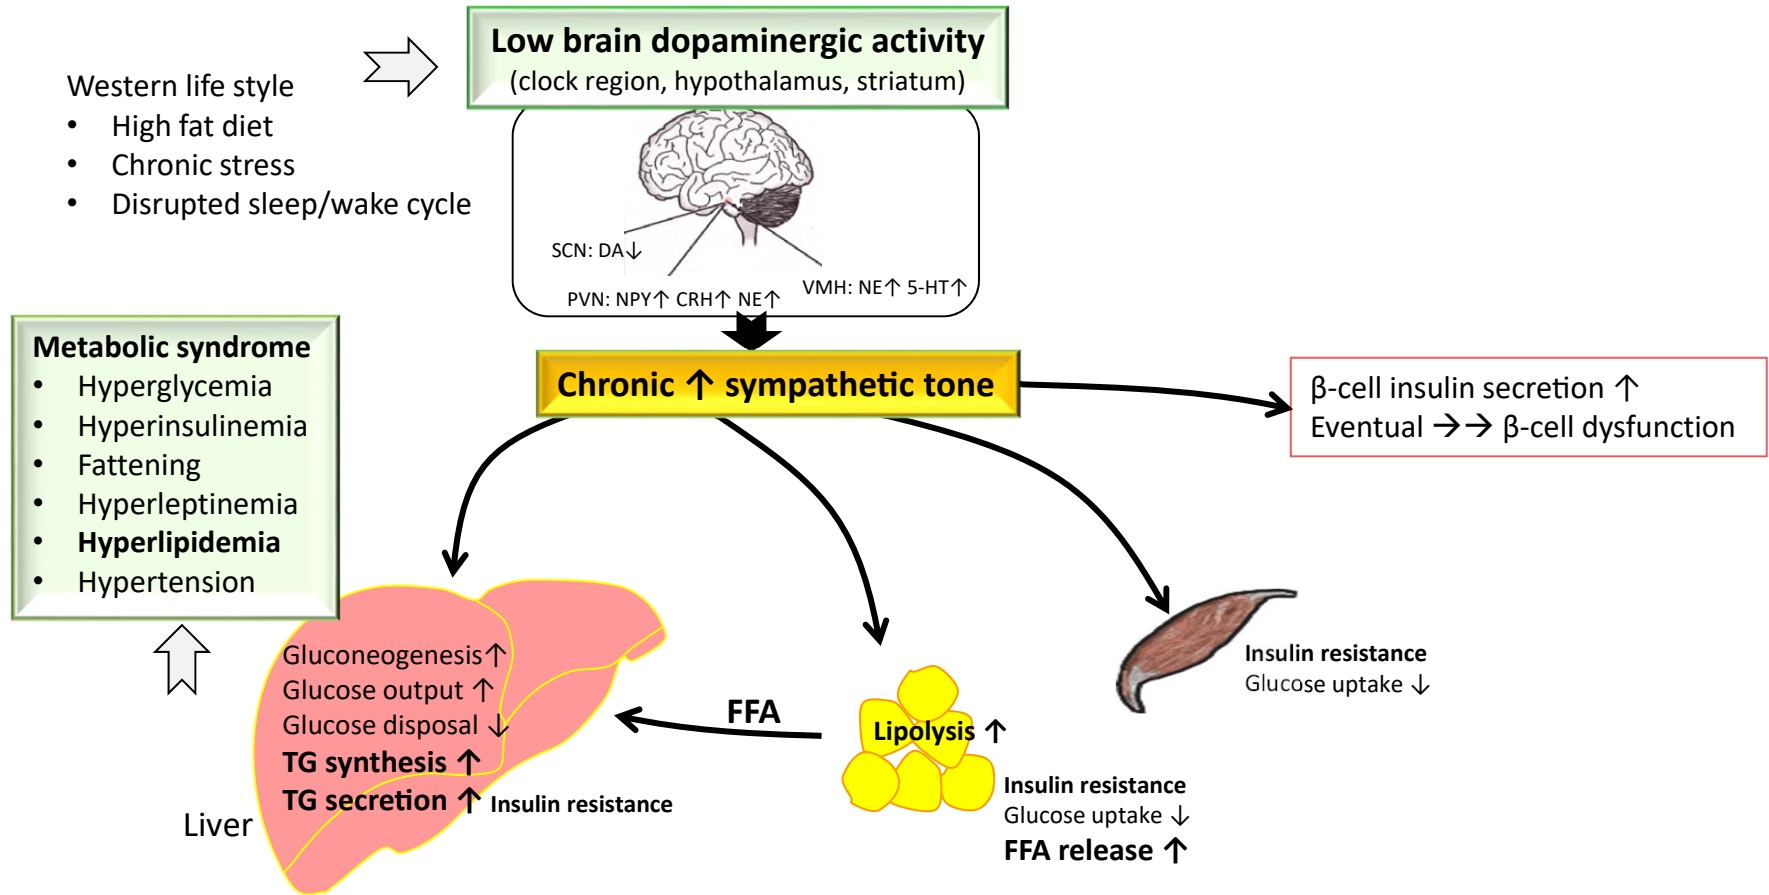 Low brain dopaminergic activity
(clock region, hypothalamus, striatum)
Western life style
• High fat diet
• Chronic stress
• Disrupted sleep/wake cycle
SCN: DA↓
PVN: NPY↑ CRH↑ NE↑
VMH: NE↑ 5-HT↑
Chronic ↑ sympathetic tone
β-cell insulin secretion ↑
Eventual →→ β-cell dysfunction
Metabolic syndrome
• Hyperglycemia
• Hyperinsulinemia
• Fattening
• Hyperleptinemia
• Hyperlipidemia
• Hypertension
Gluconeogenesis↑
Glucose output ↑
Glucose disposal ↓
TG synthesis ↑
TG secretion ↑ Insulin resistance
Liver
FFA
Lipolysis ↑
Insulin resistance
Glucose uptake ↓
FFA release ↑
Insulin resistance
Glucose uptake ↓